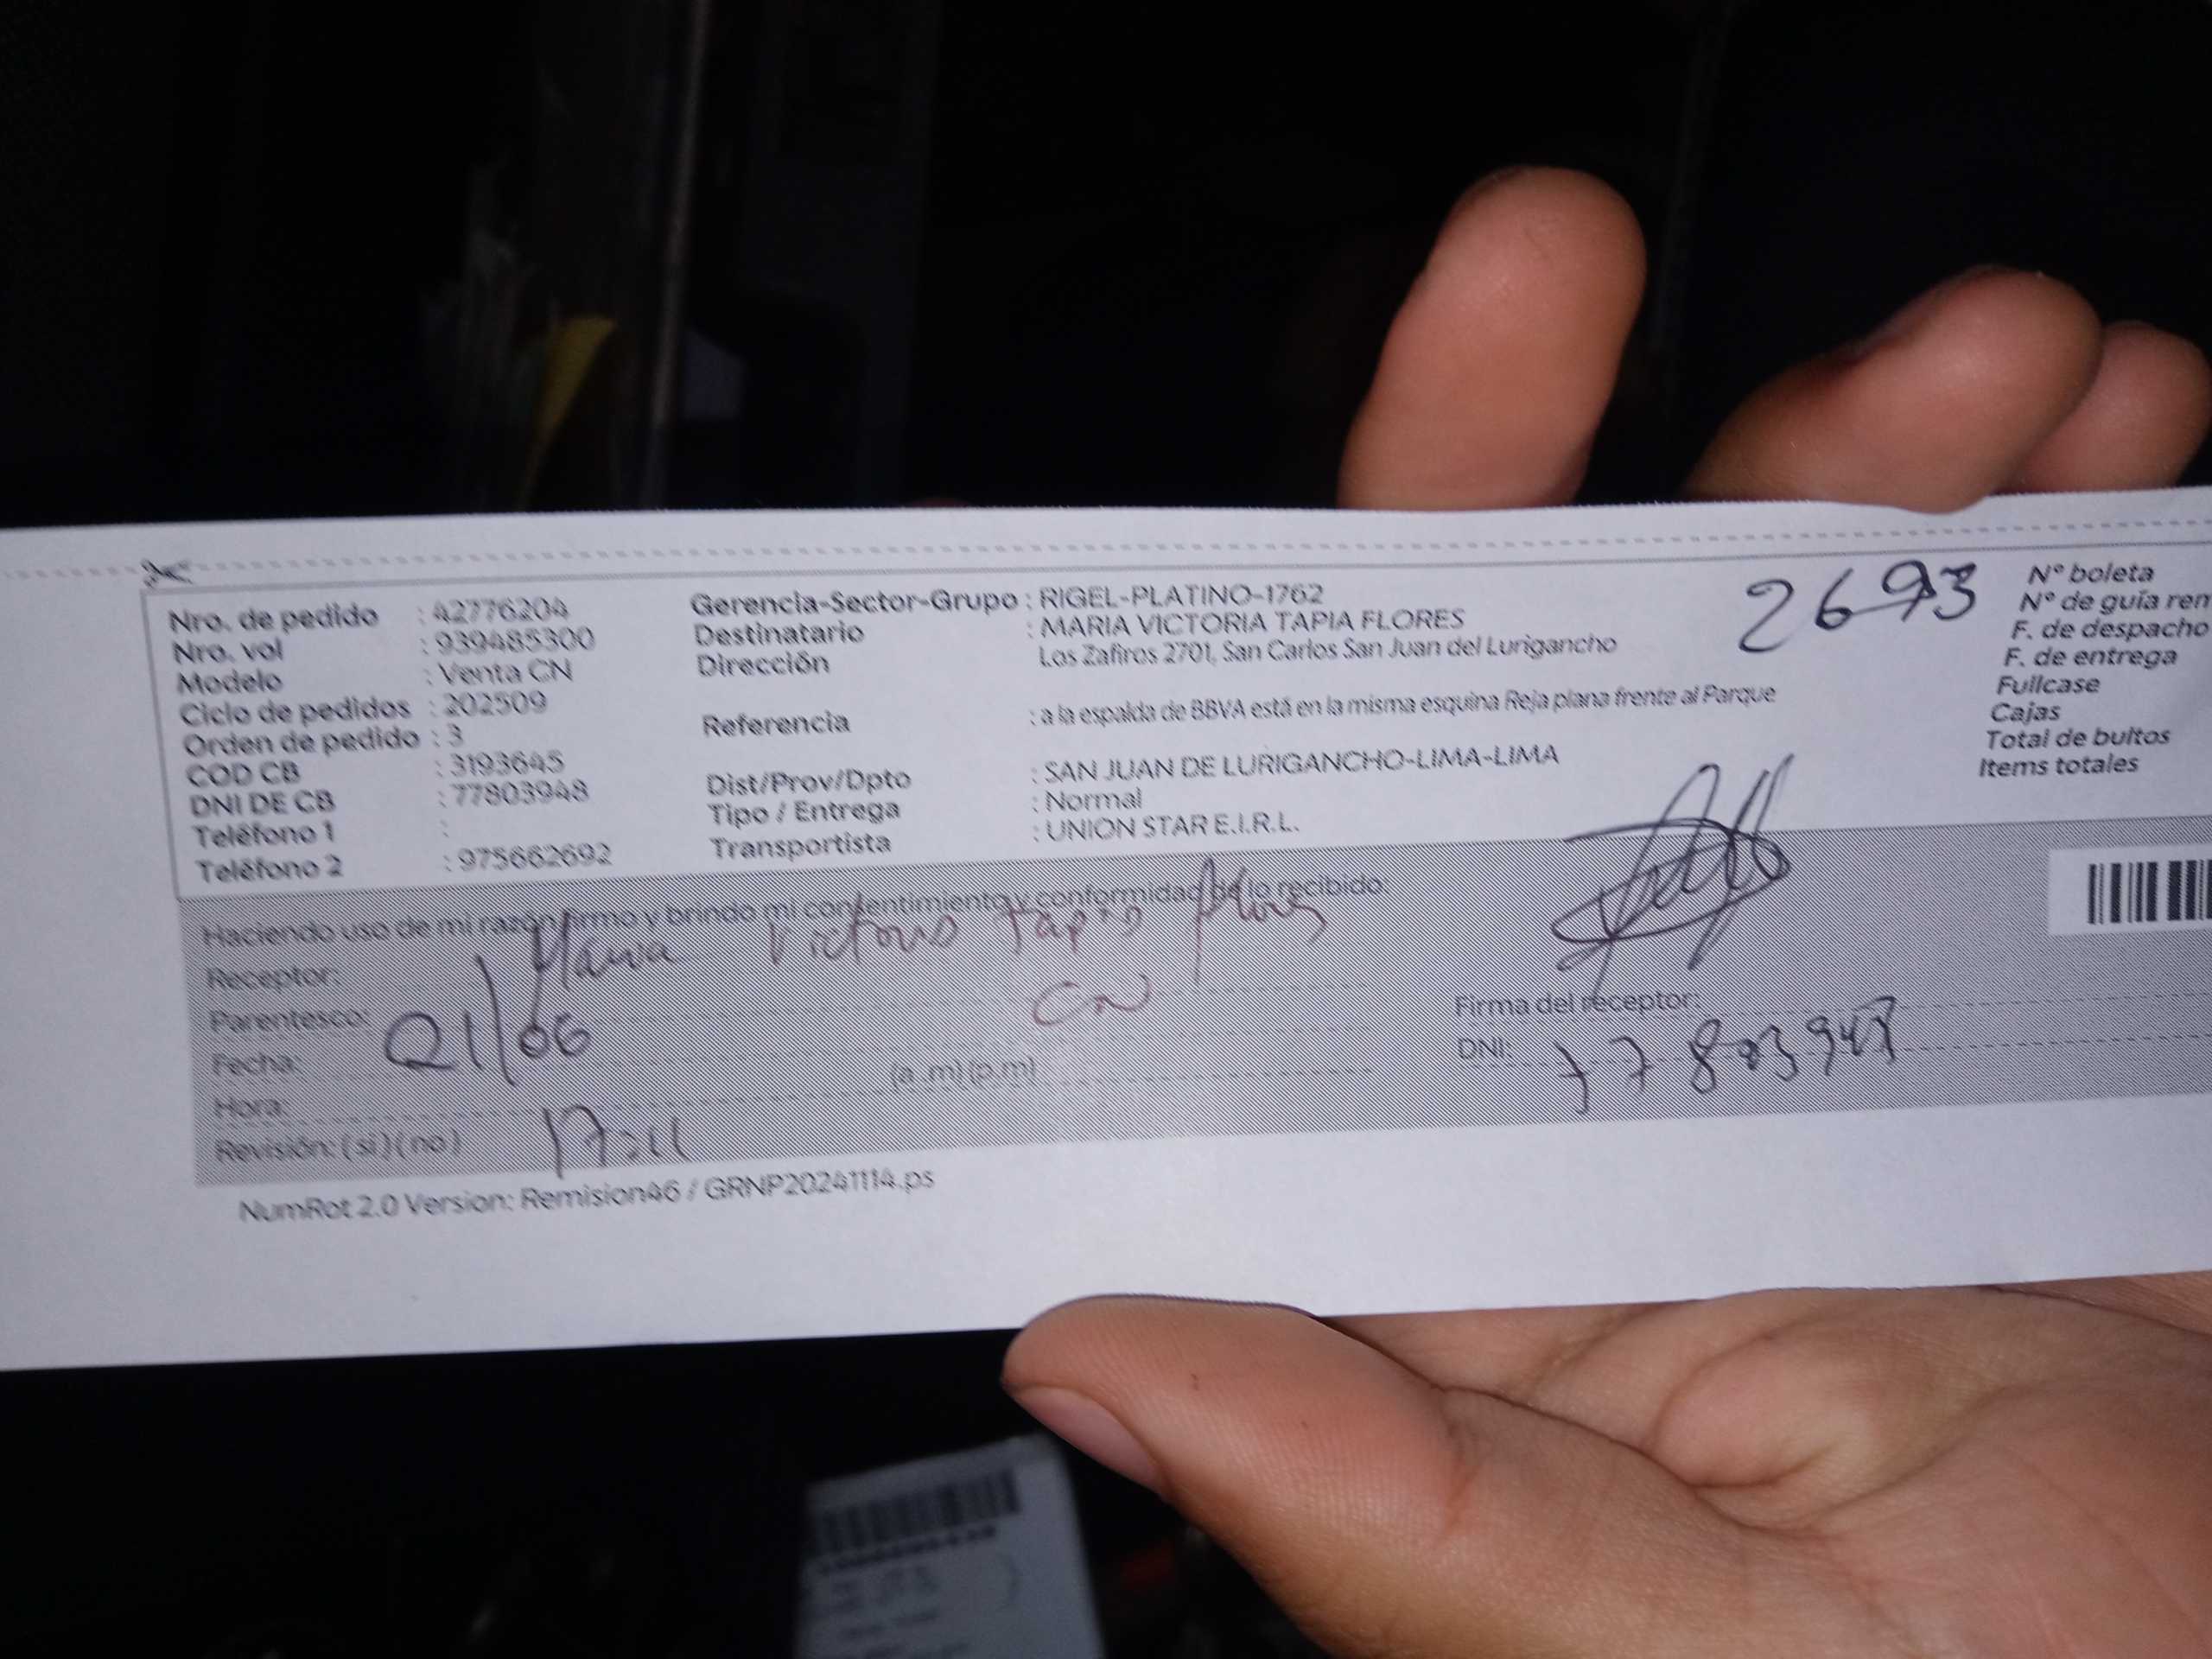 Nro. de pedido : 42776204
Nro. vol : 939485300
Modelo : Venta CN
Ciclo de pedidos : 202509
Orden de pedido : 3
COD CB : 3193645
DNI DE CB : 77803948
Teléfono 1 :
Teléfono 2 : 975662692
Gerencia-Sector-Grupo : RIGEL-PLATINO-1762
Destinatario : MARIA VICTORIA TAPIA FLORES
Dirección Los Zafiros 2701, San Carlos San Juan del Lurigancho
Referencia : a la espalda de BBVA está en la misma esquina Reja plana frente al Parque
Dist/Prov/Dpto : SAN JUAN DE LURIGANCHO-LIMA-LIMA
Tipo / Entrega : Normal
Transportista : UNION STAR E.I.R.L.
2693
Nº boleta
Nº de guía rem
F. de despacho
F. de entrega
Fullcase
Cajas
Total de bultos
Items totales
Haciendo uso de mi razón firmo y brindo mi consentimiento y conformidad de lo recibido:
Receptor: Maria Victoria Tapia Flores
Parentesco: CN
Fecha: 21/06
Hora: (a .m) (p.m)
Revisión: (si) (no) 17:11
Firma del receptor:
DNI: 77803948
NumRot 2.0 Version: Remision46 / GRNP20241114.ps